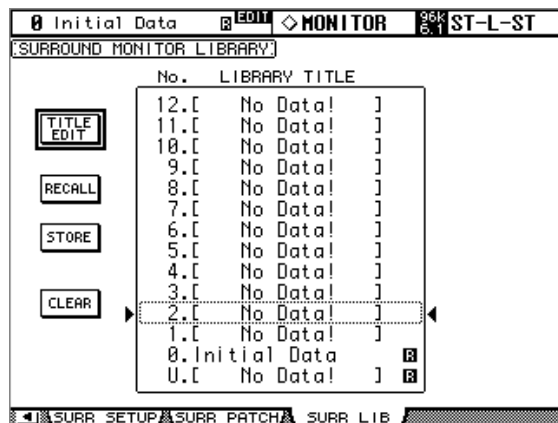 0 Initial Data R EDIT ◇MONITOR 96k 6.1 ST-L-ST
SURROUND MONITOR LIBRARY
No. LIBRARY TITLE
12.[ No Data! ]
TITLE EDIT
11.[ No Data! ]
10.[ No Data! ]
9.[ No Data! ]
RECALL
8.[ No Data! ]
7.[ No Data! ]
STORE
6.[ No Data! ]
5.[ No Data! ]
4.[ No Data! ]
3.[ No Data! ]
CLEAR
2.[ No Data! ]
1.[ No Data! ]
0.Initial Data R
U.[ No Data! ] R
SURR SETUP SURR PATCH SURR LIB